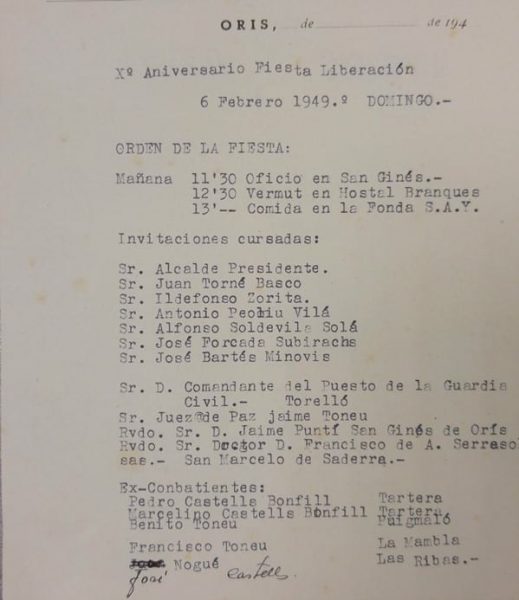 ORIS, de de 194
Xº Aniversario Fiesta Liberación
6 Febrero 1949.º DOMINGO.-
ORDEN DE LA FIESTA:
Mañana 11'30 Oficio en San Ginés.-
12'30 Vermut en Hostal Branques
13'-- Comida en la Fonda S.A.Y.
Invitaciones cursadas:
Sr. Alcalde Presidente.
Sr. Juan Torné Basco
Sr. Ildefonso Zorita.
Sr. Antonio Vilá
Sr. Alfonso Soldevila Solá
Sr. José Forcada Subirachs
Sr. José Bartés Minovis
Sr. D. Comandante del Puesto de la Guardia
Civil.- Torelló
Sr. Juez de Paz jaime Toneu
Rvdo. Sr. D. Jaime Puntí San Ginés de Orís
Rvdo. Sr. Doctor D. Francisco de A. Serraso
sas.- San Marcelo de Saderra.-
Ex-Conbatientes:
Pedro Castells Bonfill Tartera
Marcelino Castells Bonfill Tartera
Benito Toneu Puigmaló
Francisco Toneu La Mambla
Nogué Las Ribas.-
José Castells.